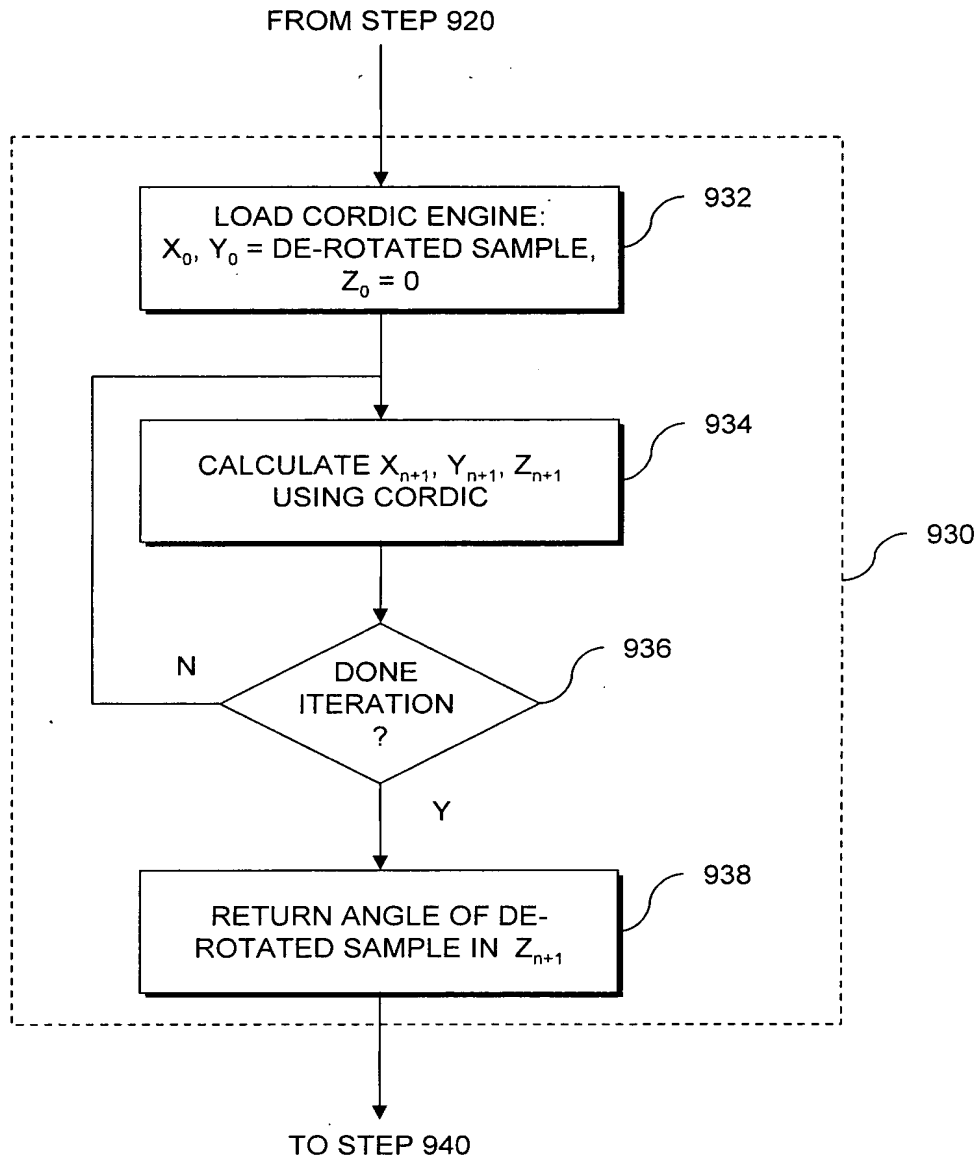 FROM STEP 920
LOAD CORDIC ENGINE:
X₀, Y₀ = DE-ROTATED SAMPLE,
Z₀ = 0
932
CALCULATE Xₙ₊₁, Yₙ₊₁, Zₙ₊₁
USING CORDIC
934
930
DONE
ITERATION
?
936
N
Y
RETURN ANGLE OF DE-
ROTATED SAMPLE IN Zₙ₊₁
938
TO STEP 940